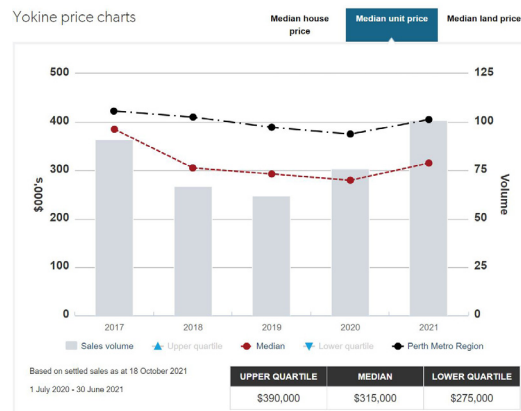 Yokine price charts
Median house price
Median unit price
Median land price
500
400
300
200
100
0
$000's
125
100
75
50
25
0
Volume
2017 2018 2019 2020 2021
Sales volume Upper quartile Median Lower quartile Perth Metro Region
Based on settled sales as at 18 October 2021
1 July 2020 - 30 June 2021
UPPER QUARTILE MEDIAN LOWER QUARTILE
$390,000 $315,000 $275,000